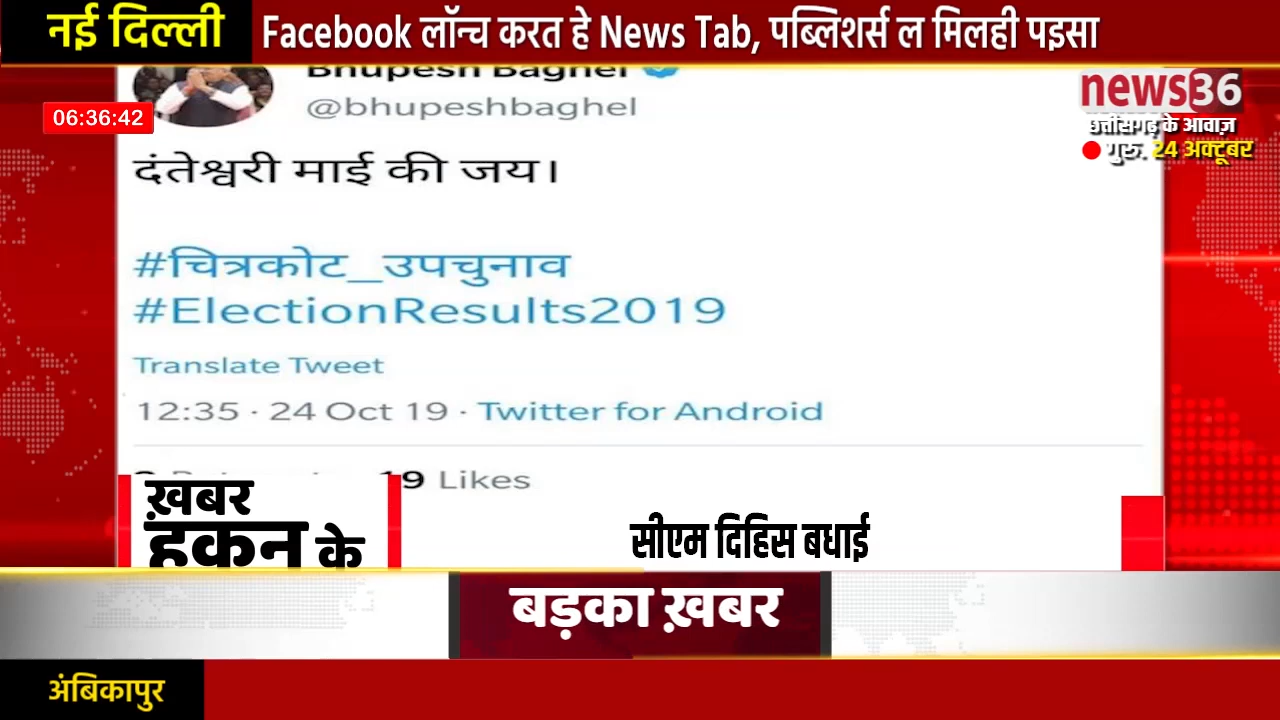 नई दिल्ली
Facebook लॉन्च करत हे News Tab, पब्लिशर्स ल मिलही पइसा
Bhupesh Baghel
@bhupeshbaghel
06:36:42
news36
छत्तीसगढ़ के आवाज़
गुरु. 24 अक्टूबर
दंतेश्वरी माई की जय।
#चित्रकोट_उपचुनाव
#ElectionResults2019
Translate Tweet
12:35 · 24 Oct 19 · Twitter for Android
Likes
ख़बर
हकन के
सीएम दिहिस बधाई
बड़का ख़बर
अंबिकापुर